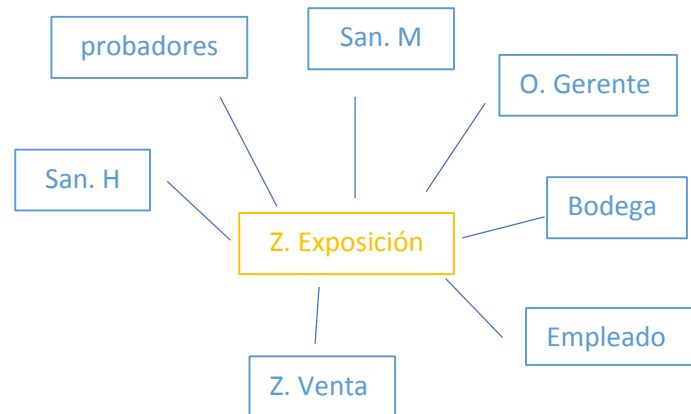 probadores
San. M
O. Gerente
San. H
Bodega
Z. Exposición
Empleado
Z. Venta